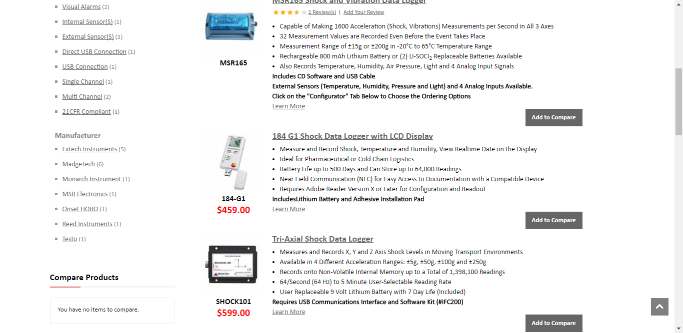 Visual Alarms (2)
Internal Sensor(S) (1)
External Sensor(S) (2)
Direct USB Connection (1)
USB Connection (1)
Single Channel (1)
Multi Channel (2)
21CFR Compliant (1)
Manufacturer
Extech Instruments (5)
Madgetech (6)
Monarch Instrument (1)
MSR Electronics (1)
Onset HOBO (1)
Reed Instruments (1)
Testo (1)
Compare Products
You have no items to compare.
MSR165 Shock and Vibration Data Logger
2 Review(s) | Add Your Review
Capable of Making 1600 Acceleration (Shock, Vibrations) Measurements per Second in All 3 Axes
32 Measurement Values are Recorded Even Before the Event Takes Place
Measurement Range of ±15g or ±200g in -20°C to 65°C Temperature Range
Rechargeable 800 mAh Lithium Battery or (2) Li-SOCl₂ Replaceable Batteries Available
Also Records Temperature, Humidity, Air Pressure, Light and 4 Analog Input Signals
Includes CD Software and USB Cable
External Sensors (Temperature, Humidity, Pressure and Light) and 4 Analog Inputs Available.
Click on the "Configurator" Tab Below to Choose the Ordering Options
Learn More
MSR165
Add to Compare
184 G1 Shock Data Logger with LCD Display
Measure and Record Shock, Temperature and Humidity, View Realtime Date on the Display
Ideal for Pharmaceutical or Cold Chain Logistics
Battery Life up to 500 Days and Can Store up to 64,000 Readings
Near Field Communication (NFC) for Easy Access to Documentation with a Compatible Device
Requires Adobe Reader Version X or Later for Configuration and Readout
IncludesLithium Battery and Adhesive Installation Pad
Learn More
184-G1
$459.00
Add to Compare
Tri-Axial Shock Data Logger
Measures and Records X, Y and Z Axis Shock Levels in Moving Transport Environments
Available in 4 Different Acceleration Ranges: ±5g, ±50g, ±100g and ±250g
Records onto Non-Volatile Internal Memory up to a Total of 1,398,100 Readings
64/Second (64 Hz) to 5 Minute User-Selectable Reading Rate
User Replaceable 9 Volt Lithium Battery with 7 Day Life (Included)
Requires USB Communications Interface and Software Kit (#IFC200)
Learn More
SHOCK101
$599.00
Add to Compare